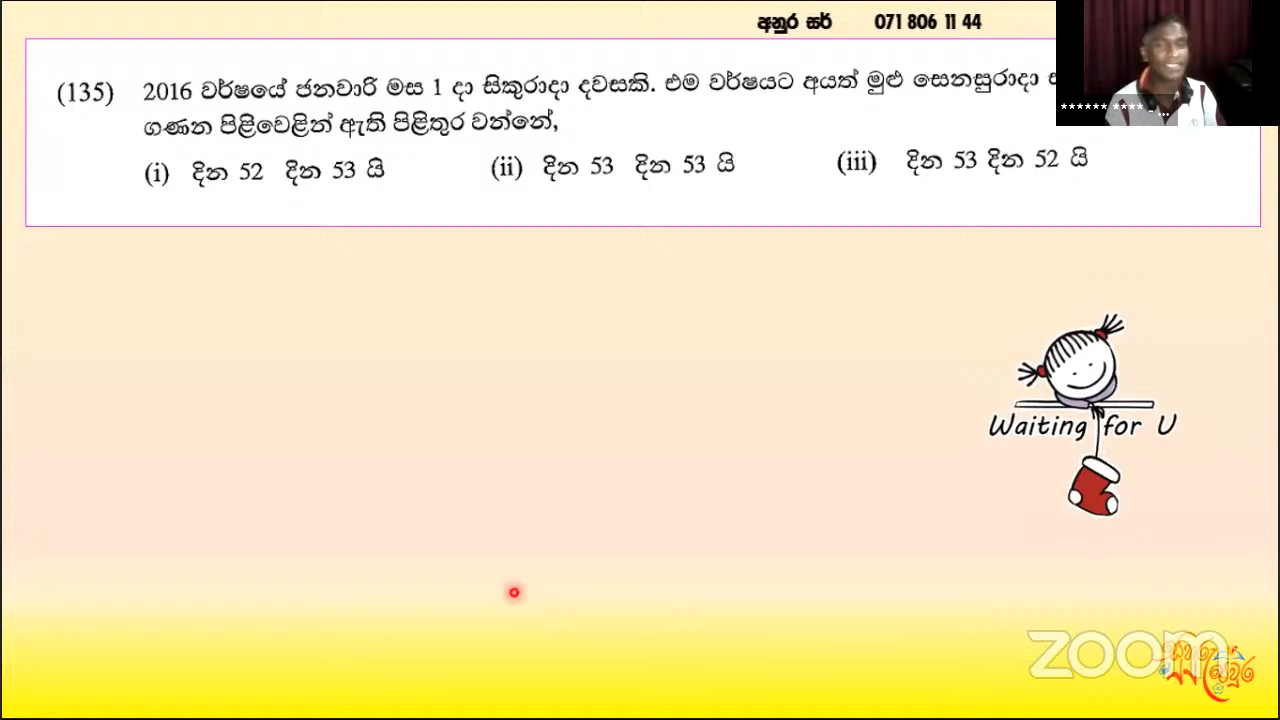 අනුර සර් 071 806 11 44
(135) 2016 වර්ෂයේ ජනවාරි මස 1 දා සිකුරාදා දවසකි. එම වර්ෂයට අයත් මුළු සෙනසුරාදා
ගණන පිළිවෙළින් ඇති පිළිතුර වන්නේ,
(i) දින 52 දින 53 යි (ii) දින 53 දින 53 යි (iii) දින 53 දින 52 යි
****** **** - ...
Waiting for U
zoom